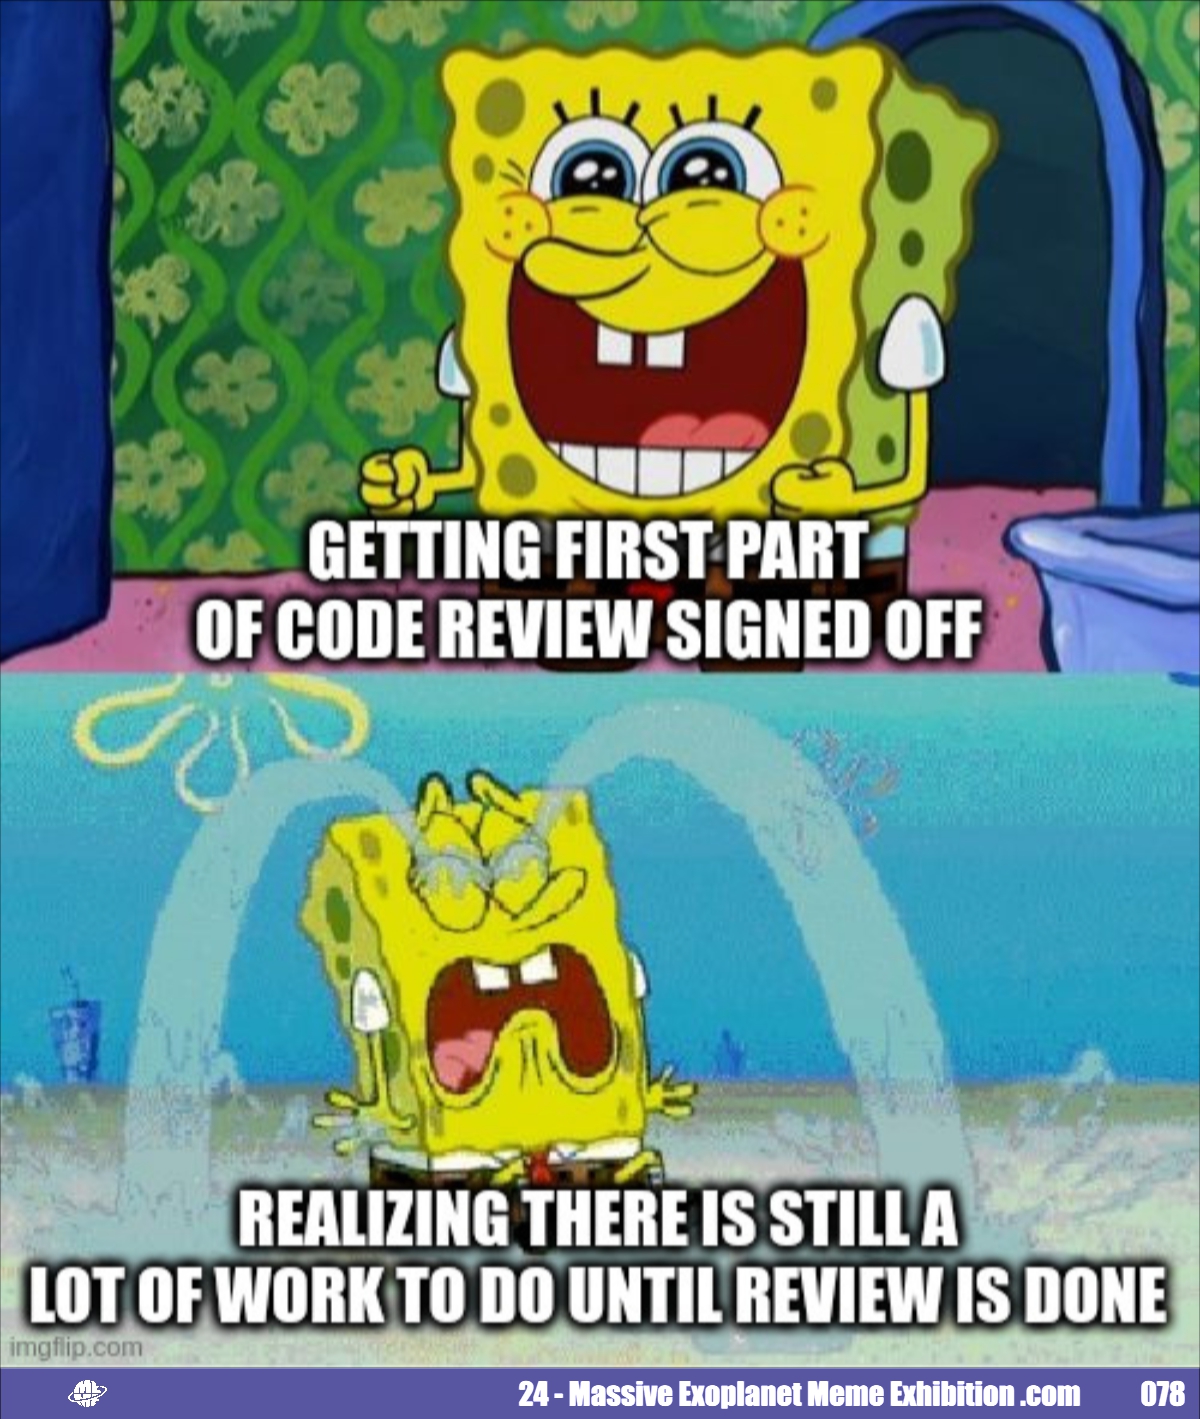 GETTING FIRST PART
OF CODE REVIEW SIGNED OFF
REALIZING THERE IS STILL A
LOT OF WORK TO DO UNTIL REVIEW IS DONE
imgflip.com
24 - Massive Exoplanet Meme Exhibition .com 078